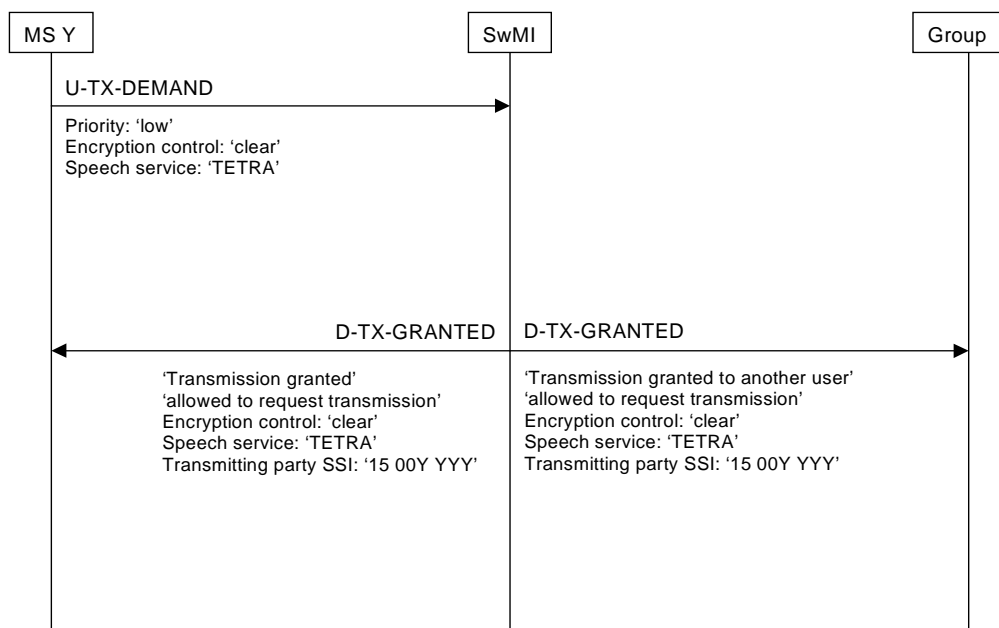 MS Y
SwMI
Group
U-TX-DEMAND
Priority: ‘low’
Encryption control: ‘clear’
Speech service: ‘TETRA’
D-TX-GRANTED
‘Transmission granted’
‘allowed to request transmission’
Encryption control: ‘clear’
Speech service: ‘TETRA’
Transmitting party SSI: ‘15 00Y YYY’
D-TX-GRANTED
‘Transmission granted to another user’
‘allowed to request transmission’
Encryption control: ‘clear’
Speech service: ‘TETRA’
Transmitting party SSI: ‘15 00Y YYY’